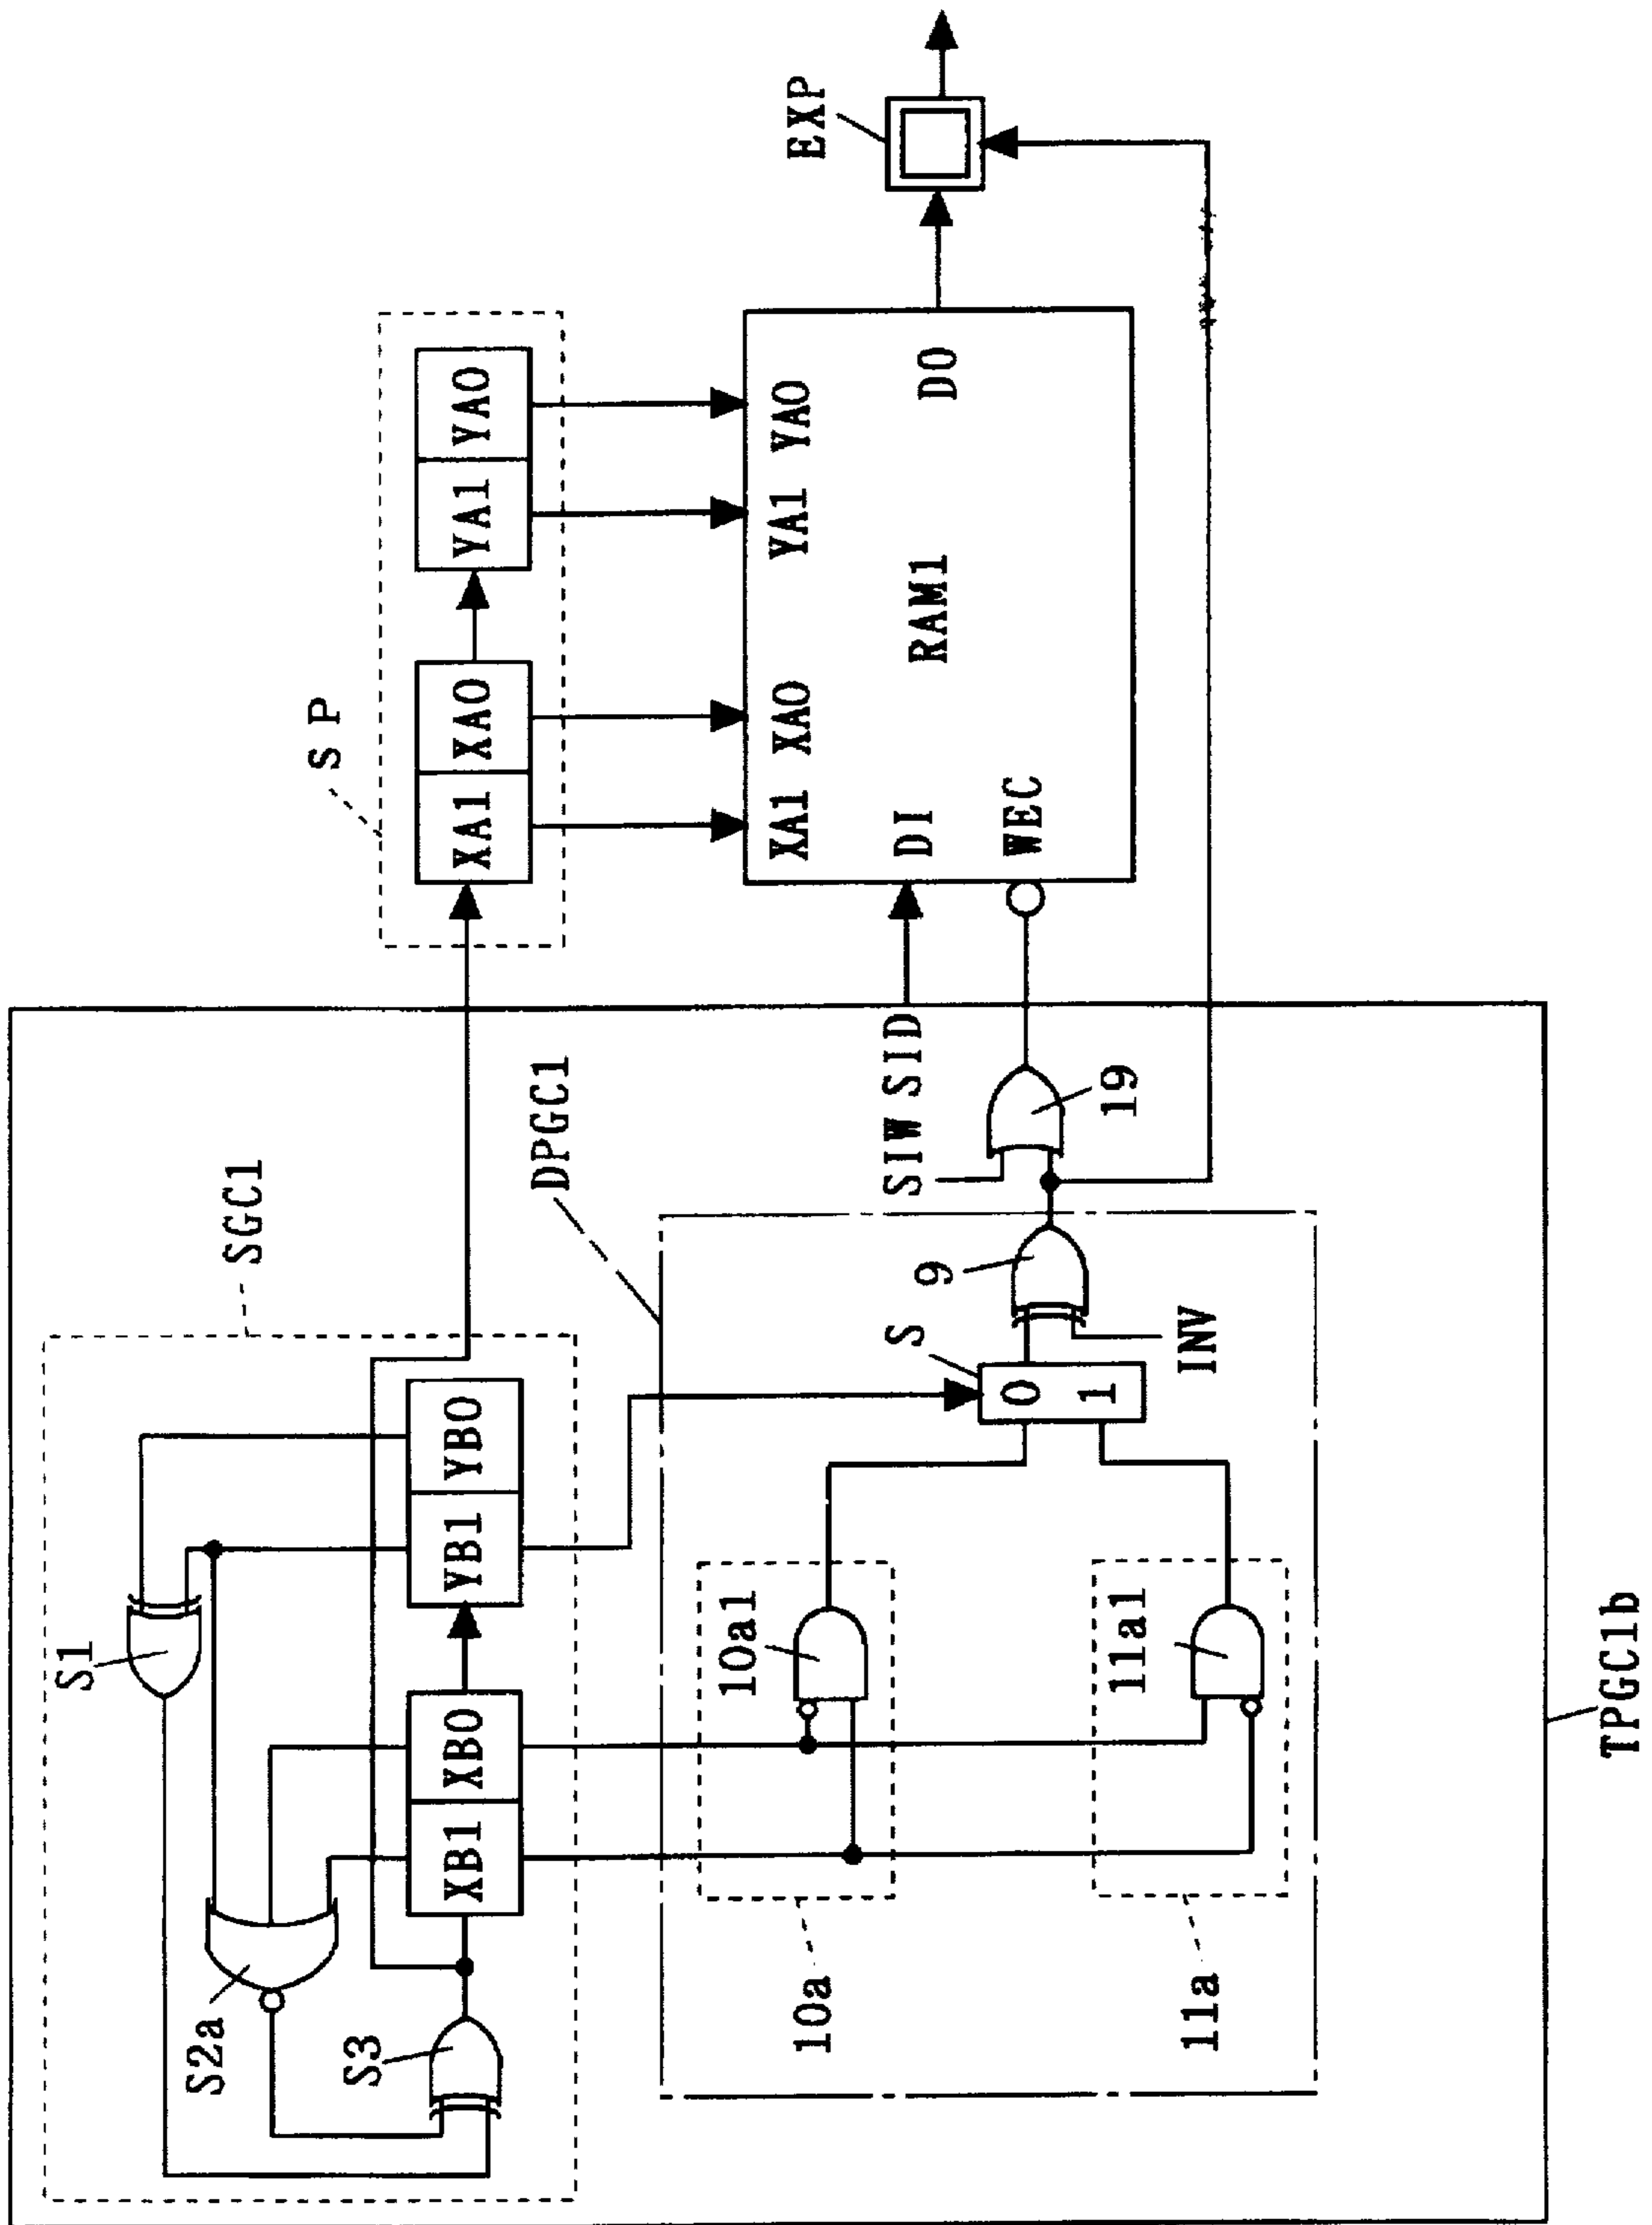 SGC1
S1
S2a
S3
XB1 XB0
YB1 YB0
DPGC1
10a
10a1
11a
11a1
S
0
1
9
INV
SIW
SID
19
TPGC1b
SP
XA1 XA0
YA1 YA0
XA1 XA0 YA1 YA0
DI
RAM1
DO
WEC
EXP